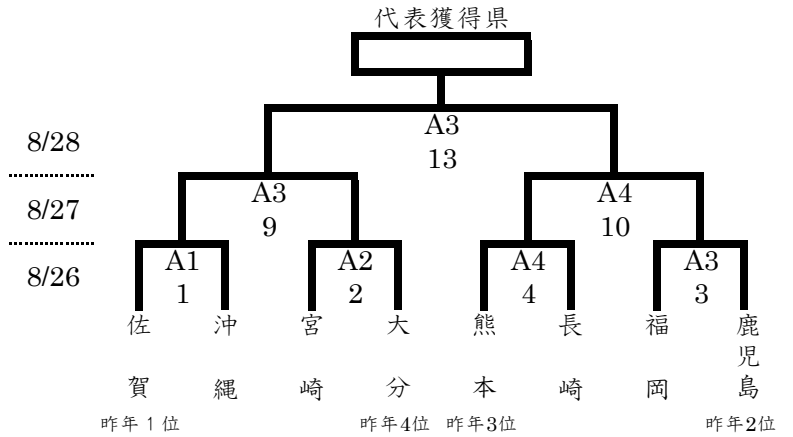 代表獲得県
A3
13
8/28
A3
9
A4
10
8/27
A1
1
A2
2
A4
4
A3
3
8/26
佐賀
沖縄
宮崎
大分
熊本
長崎
福岡
鹿児島
昨年1位
昨年4位
昨年3位
昨年2位